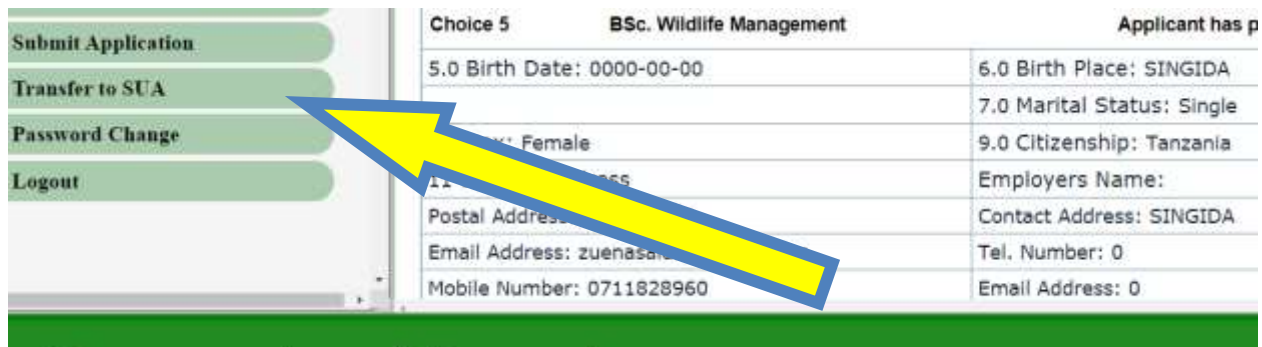 Submit Application
Transfer to SUA
Password Change
Logout
Choice 5 BSc. Wildlife Management Applicant has p
5.0 Birth Date: 0000-00-00 6.0 Birth Place: SINGIDA
7.0 Marital Status: Single
Female 9.0 Citizenship: Tanzania
Employers Name:
Postal Addres Contact Address: SINGIDA
Email Address: Tel. Number: 0
Mobile Number: 0711828960 Email Address: 0